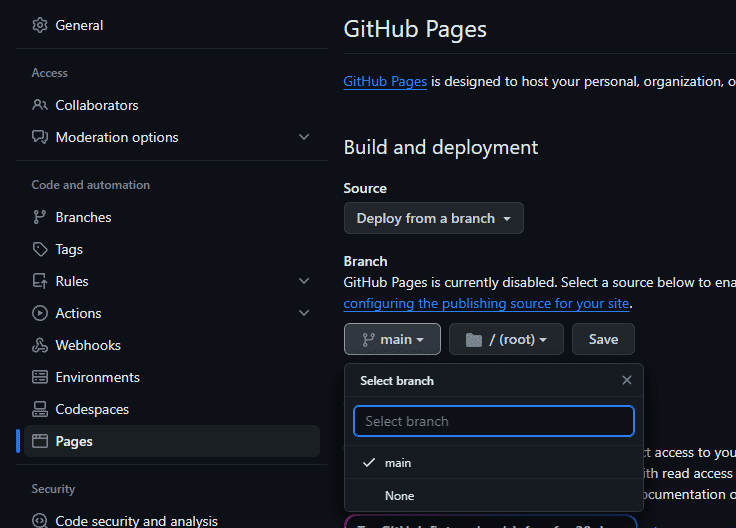 General
Access
Collaborators
Moderation options
Code and automation
Branches
Tags
Rules
Actions
Webhooks
Environments
Codespaces
Pages
Security
Code security and analysis
GitHub Pages
GitHub Pages is designed to host your personal, organization, o
Build and deployment
Source
Deploy from a branch
Branch
GitHub Pages is currently disabled. Select a source below to ena
configuring the publishing source for your site.
main / (root) Save
Select branch
Select branch
main
None
t access to you
ith read access
ocumentation o